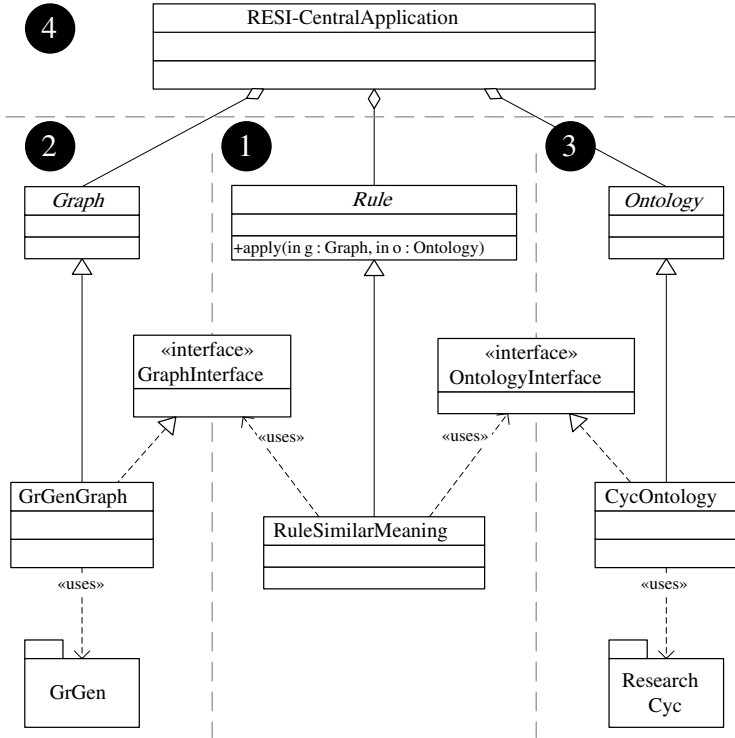 4
RESI-CentralApplication
2
1
3
Graph
Rule
Ontology
+apply(in g : Graph, in o : Ontology)
«interface»
GraphInterface
«interface»
OntologyInterface
«uses»
«uses»
GrGenGraph
RuleSimilarMeaning
CycOntology
«uses»
«uses»
GrGen
Research
Cyc